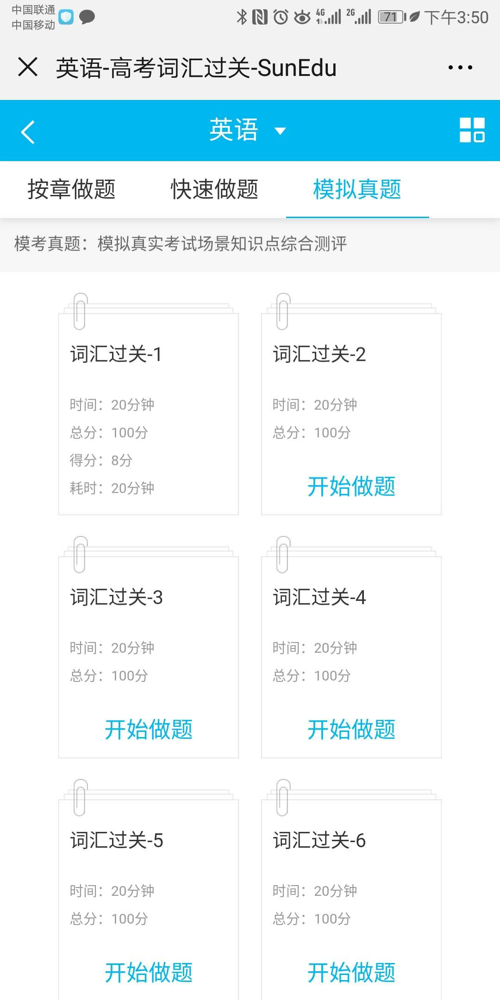 中国联通
中国移动
4G 2G 71 下午3:50
英语-高考词汇过关-SunEdu
英语
按章做题 快速做题 模拟真题
模考真题：模拟真实考试场景知识点综合测评
词汇过关-1
时间：20分钟
总分：100分
得分：8分
耗时：20分钟
词汇过关-2
时间：20分钟
总分：100分
开始做题
词汇过关-3
时间：20分钟
总分：100分
开始做题
词汇过关-4
时间：20分钟
总分：100分
开始做题
词汇过关-5
时间：20分钟
总分：100分
开始做题
词汇过关-6
时间：20分钟
总分：100分
开始做题